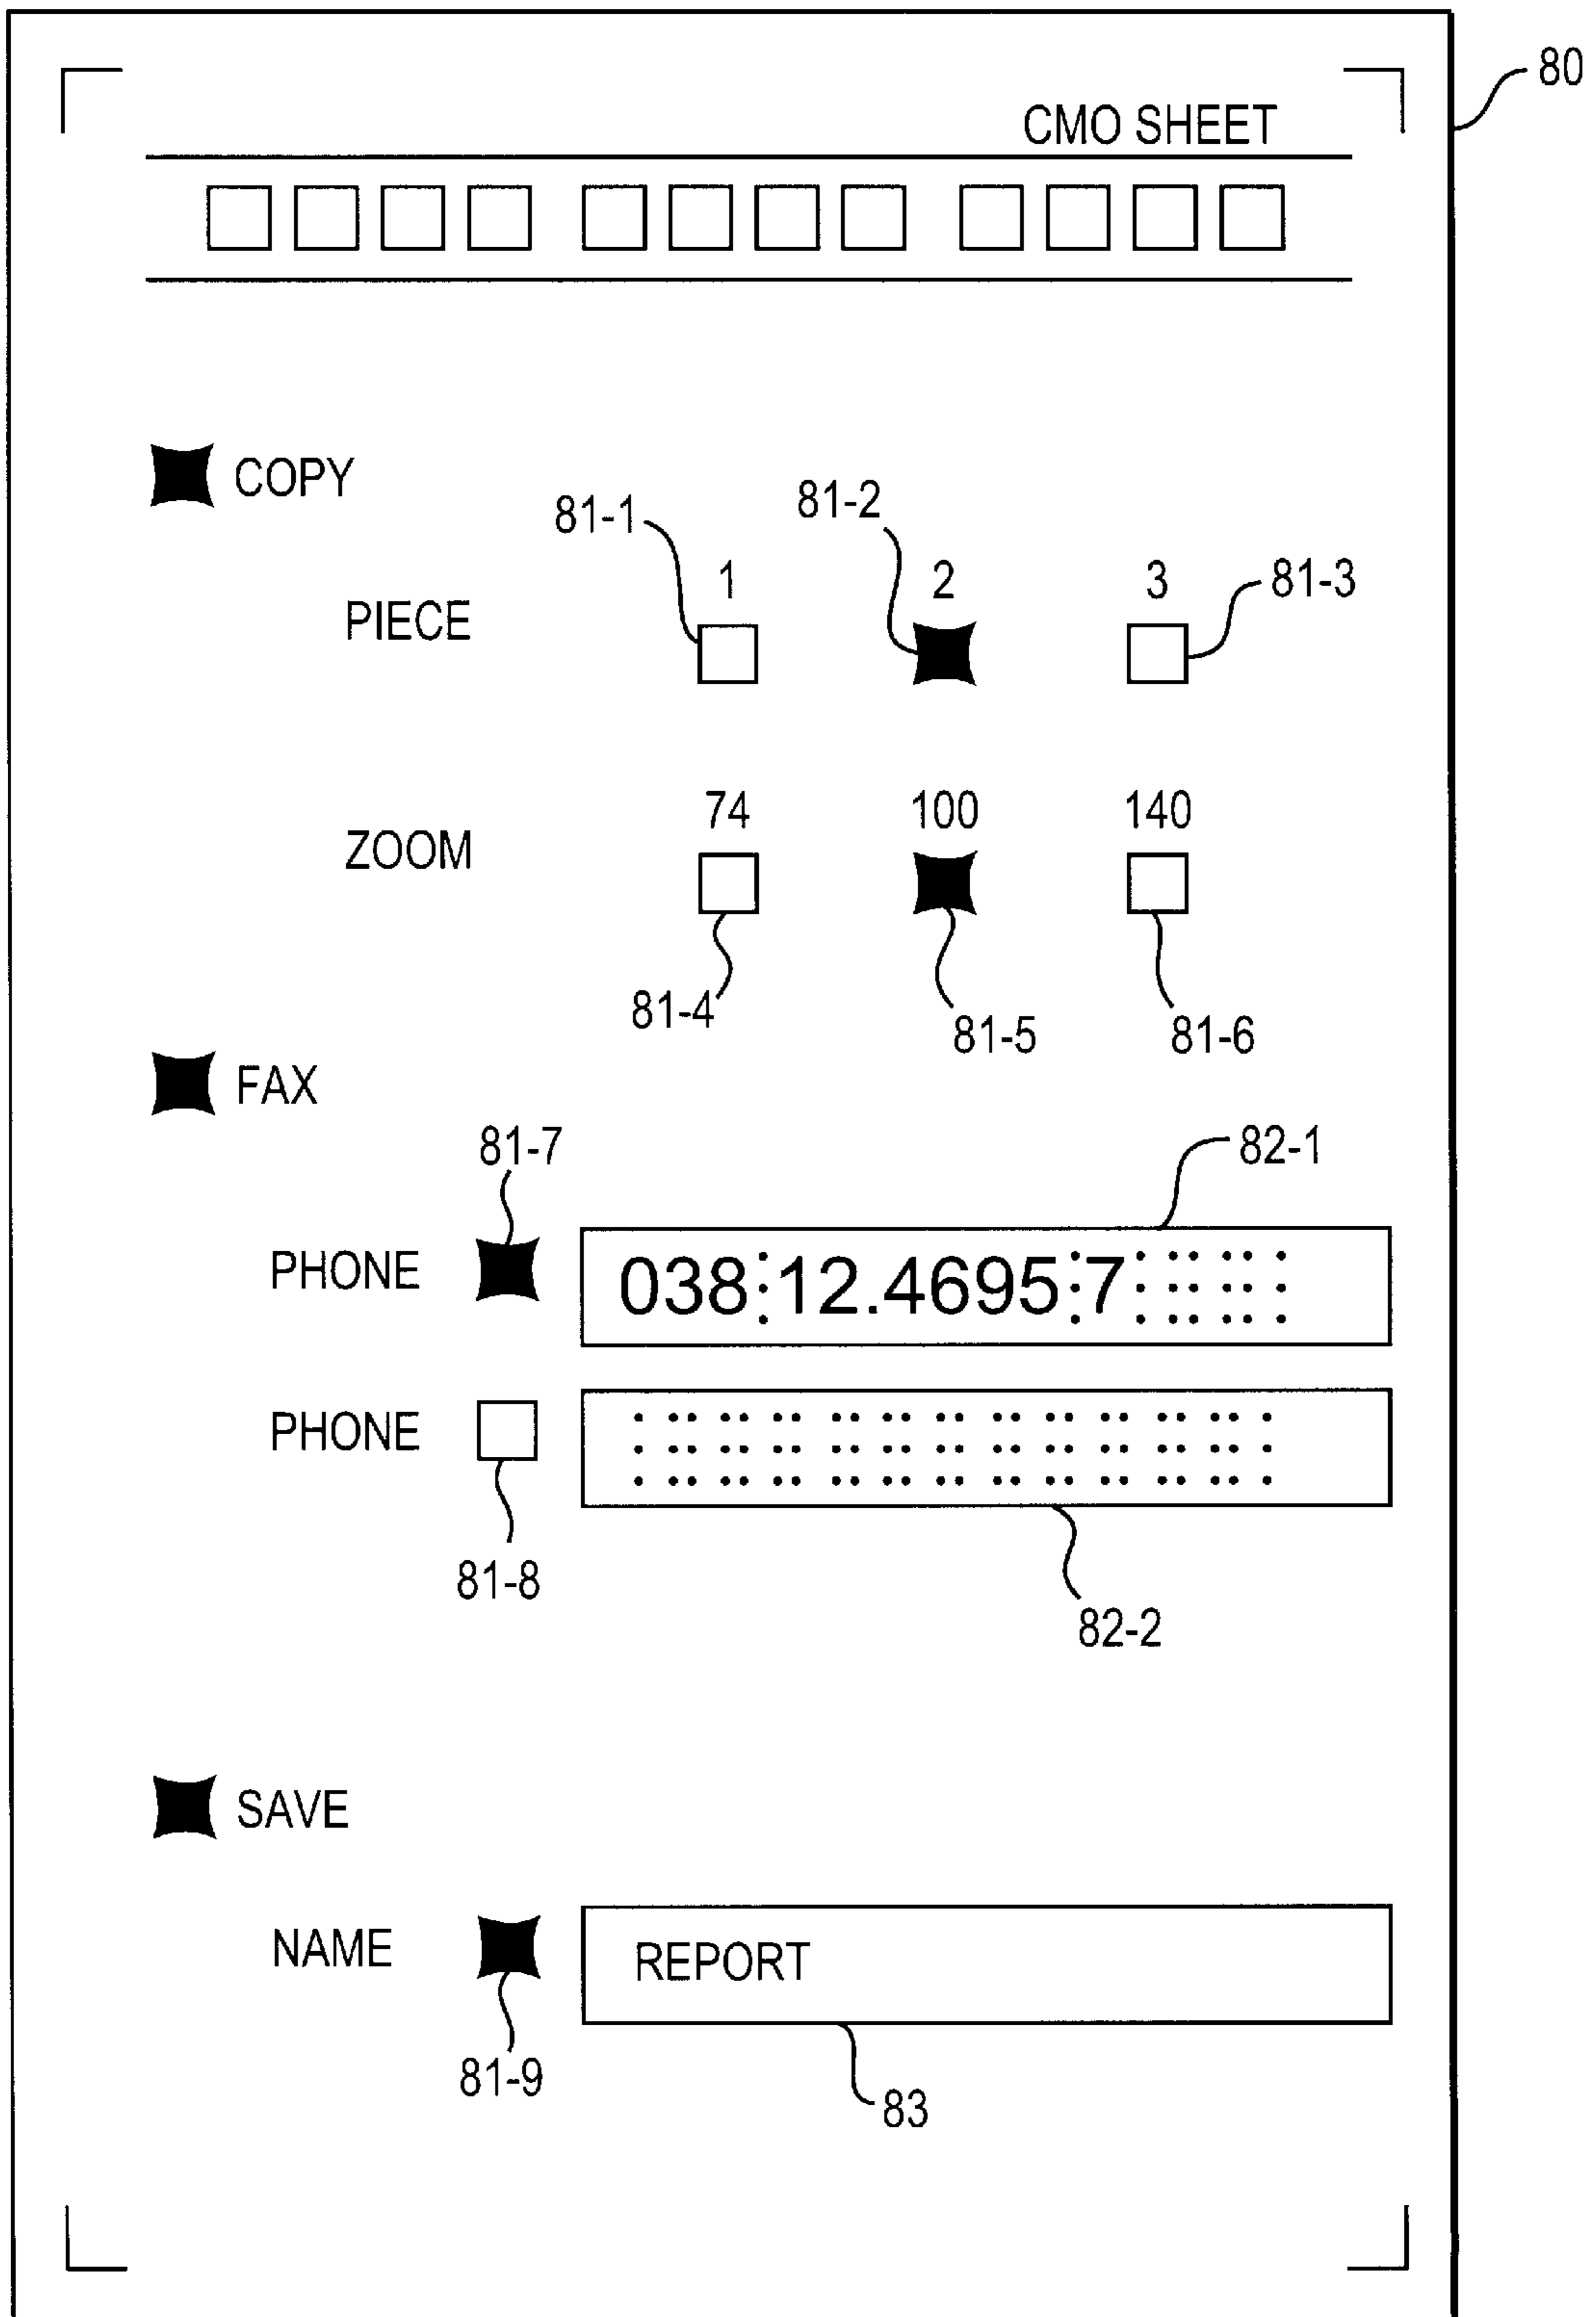 80
CMO SHEET
COPY
81-1 81-2
1 2 3 81-3
PIECE
74 100 140
ZOOM
81-4 81-5 81-6
FAX
81-7 82-1
PHONE 038 12.4695 7
PHONE
81-8
82-2
SAVE
NAME REPORT
81-9
83